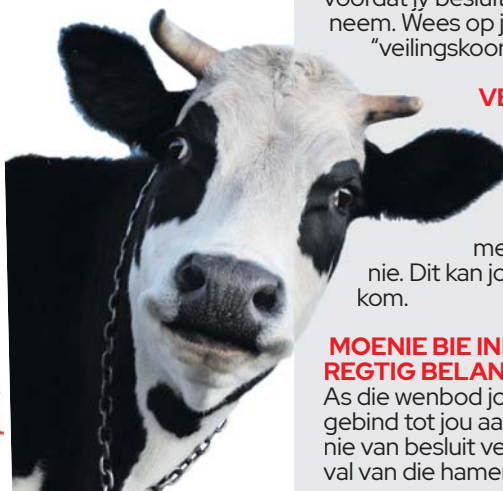 voordat jy besluit
neem. Wees op j
“veilingskoor
VE
me
nie. Dit kan jo
kom.
MOENIE BIE IN
REGTIG BELAN
As die wenbod jo
gebind tot jou aa
nie van besluit ve
val van die hamer